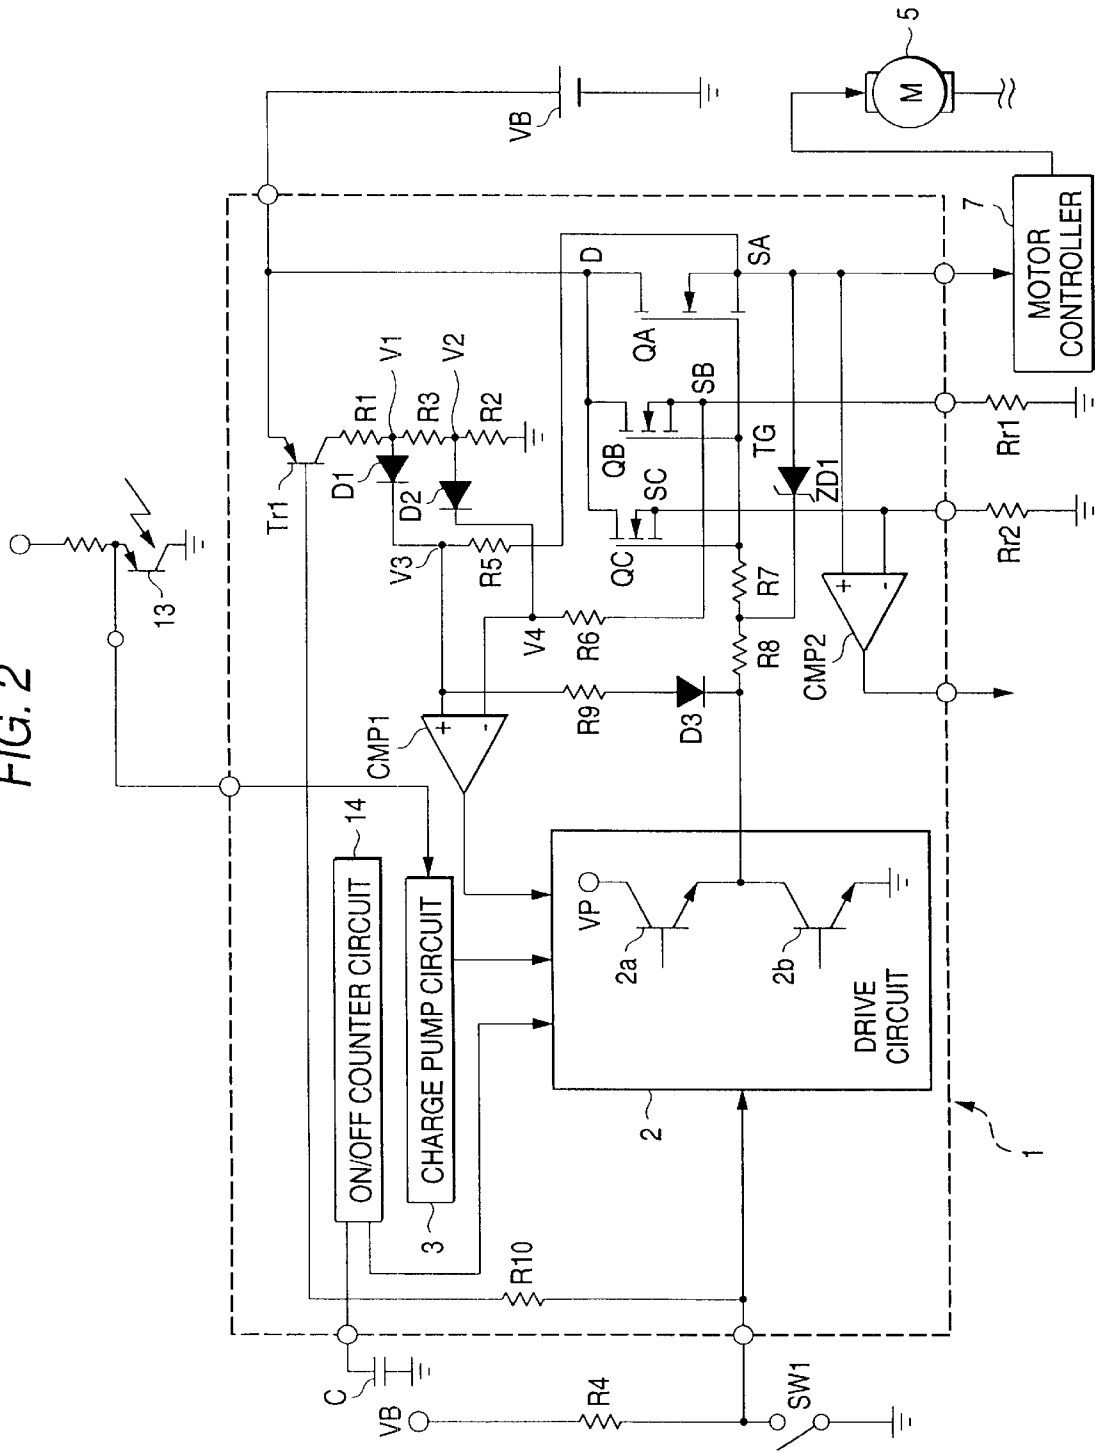 FIG. 2
13
VB
5
M
7
MOTOR
CONTROLLER
Tr1
R1
V1
R3
V2
R2
D1
D2
V3
R5
V4
R6
D
QA
SA
QB
SB
QC
SC
TG
ZD1
R7
R8
R9
D3
CMP1
CMP2
Rr1
Rr2
14
ON/OFF COUNTER CIRCUIT
CHARGE PUMP CIRCUIT
3
VP
2a
2b
DRIVE
CIRCUIT
2
1
R10
C
VB
R4
SW1
+
-
+
-